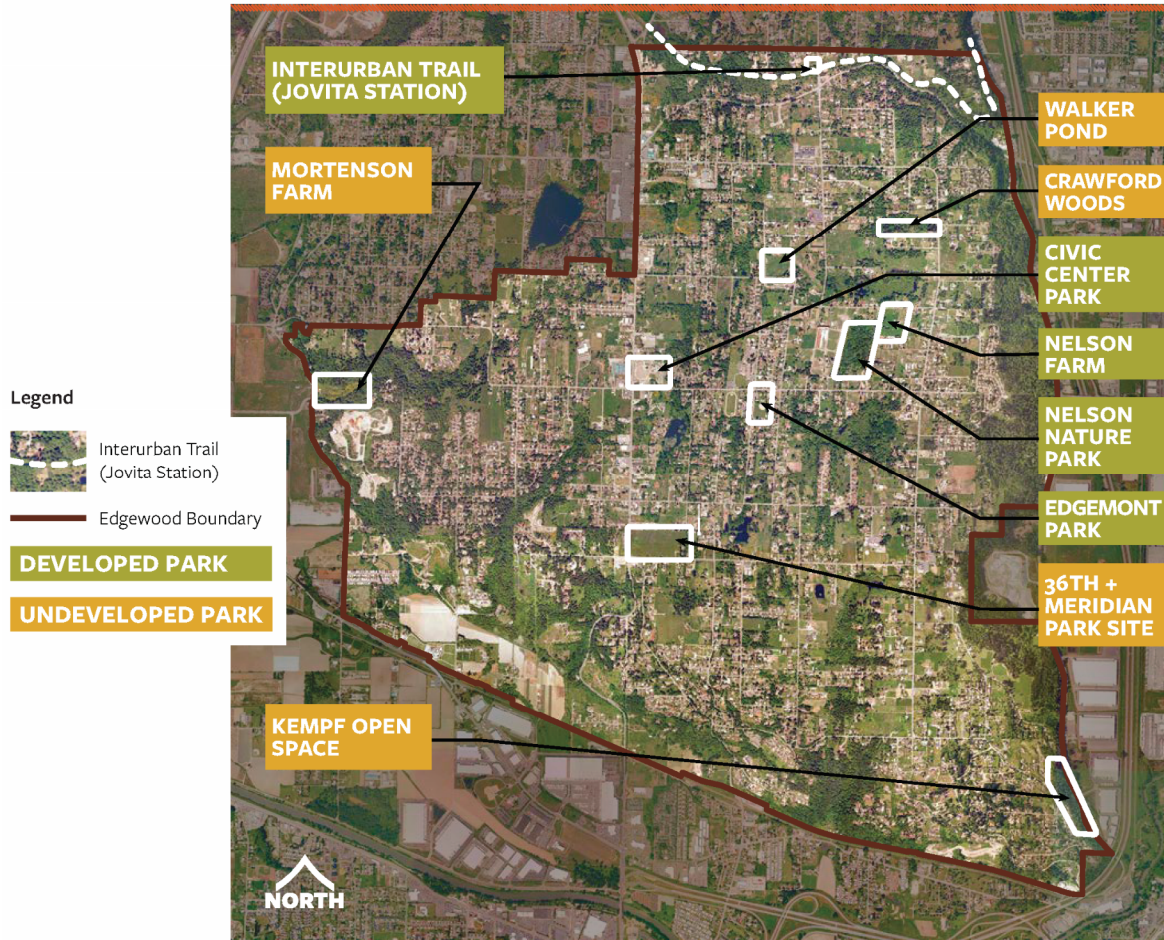 INTERURBAN TRAIL
(JOVITA STATION)
MORTENSON
FARM
WALKER
POND
CRAWFORD
WOODS
CIVIC
CENTER
PARK
NELSON
FARM
NELSON
NATURE
PARK
EDGEMONT
PARK
36TH +
MERIDIAN
PARK SITE
KEMPF OPEN
SPACE
Legend
Interurban Trail
(Jovita Station)
Edgewood Boundary
DEVELOPED PARK
UNDEVELOPED PARK
NORTH